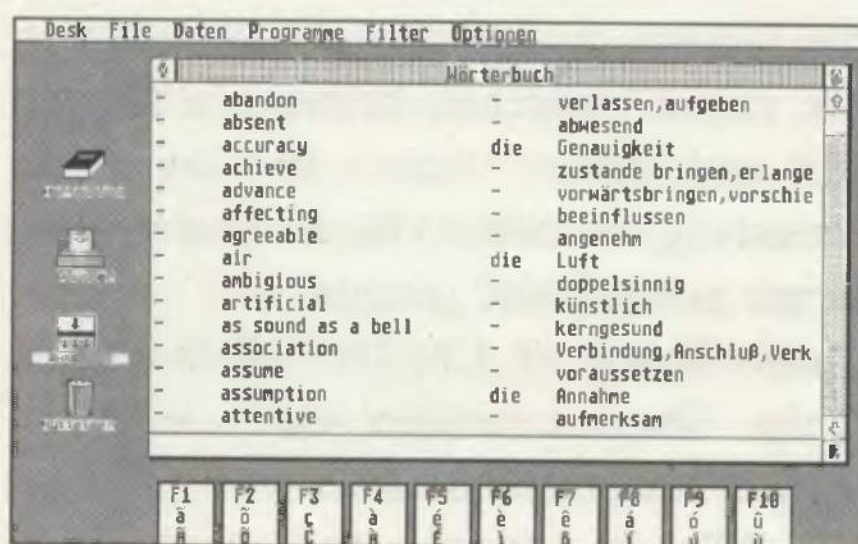 Desk File Daten Programme Filter Optionen
Wörterbuch
- abandon - verlassen,aufgeben
- absent - abwesend
- accuracy die Genauigkeit
- achieve - zustande bringen,erlange
- advance - vorwärtsbringen,vorschie
- affecting - beeinflussen
- agreeable - angenehm
- air die Luft
- ambigious - doppelsinnig
- artificial - künstlich
- as sound as a bell - kerngesund
- association - Verbindung,Anschluß,Verk
- assume - voraussetzen
- assumption die Annahme
- attentive - aufmerksam
F1 F2 F3 F4 F5 F6 F7 F8 F9 F10
ã õ ç à é è ê á ó û